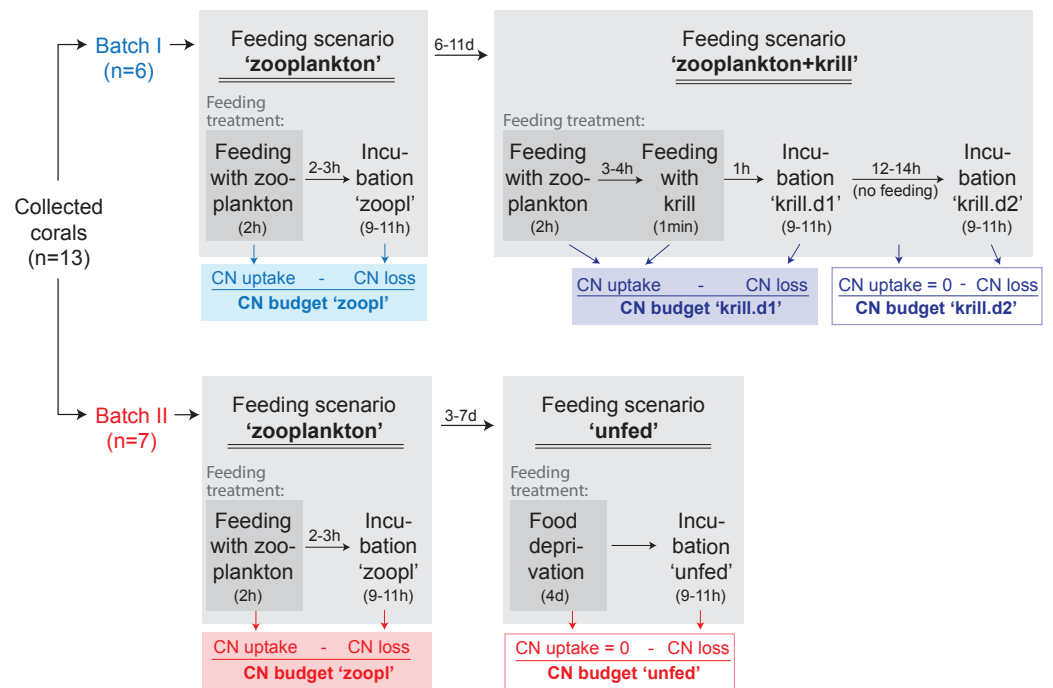 Collected
corals
(n=13)
Batch I
(n=6)
Feeding scenario
'zooplankton'
Feeding
treatment:
Feeding
with zoo-
plankton
(2h)
2-3h
Incu-
bation
'zoopl'
(9-11h)
CN uptake - CN loss
CN budget 'zoopl'
6-11d
Feeding scenario
'zooplankton+krill'
Feeding treatment:
Feeding
with zoo-
plankton
(2h)
3-4h
Feeding
with
krill
(1min)
1h
Incu-
bation
'krill.d1'
(9-11h)
12-14h
(no feeding)
Incu-
bation
'krill.d2'
(9-11h)
CN uptake - CN loss
CN budget 'krill.d1'
CN uptake = 0 - CN loss
CN budget 'krill.d2'
Batch II
(n=7)
Feeding scenario
'zooplankton'
Feeding
treatment:
Feeding
with zoo-
plankton
(2h)
2-3h
Incu-
bation
'zoopl'
(9-11h)
CN uptake - CN loss
CN budget 'zoopl'
3-7d
Feeding scenario
'unfed'
Feeding
treatment:
Food
depri-
vation
(4d)
Incu-
bation
'unfed'
(9-11h)
CN uptake = 0 - CN loss
CN budget 'unfed'